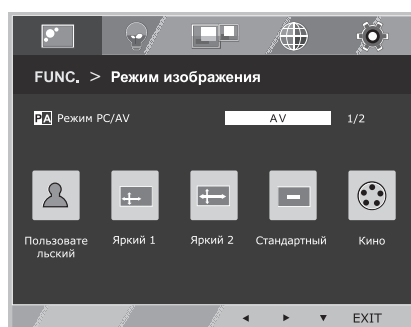 FUNC. > Режим изображения
PA Режим PC/AV AV 1/2
Пользовате
льский
Яркий 1 Яркий 2 Стандартный Кино
◄ ► ▼ EXIT